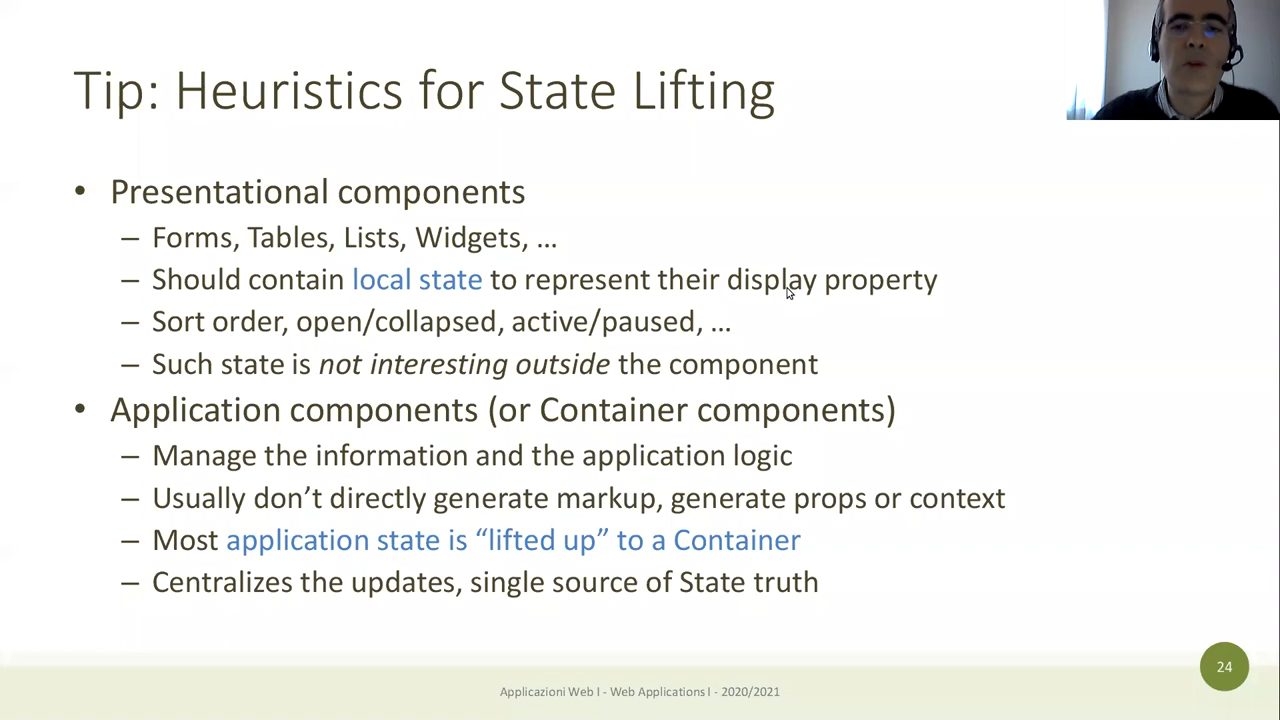 Tip: Heuristics for State Lifting
• Presentational components
– Forms, Tables, Lists, Widgets, …
– Should contain local state to represent their display property
– Sort order, open/collapsed, active/paused, …
– Such state is not interesting outside the component
• Application components (or Container components)
– Manage the information and the application logic
– Usually don’t directly generate markup, generate props or context
– Most application state is “lifted up” to a Container
– Centralizes the updates, single source of State truth
24
Applicazioni Web I - Web Applications I - 2020/2021